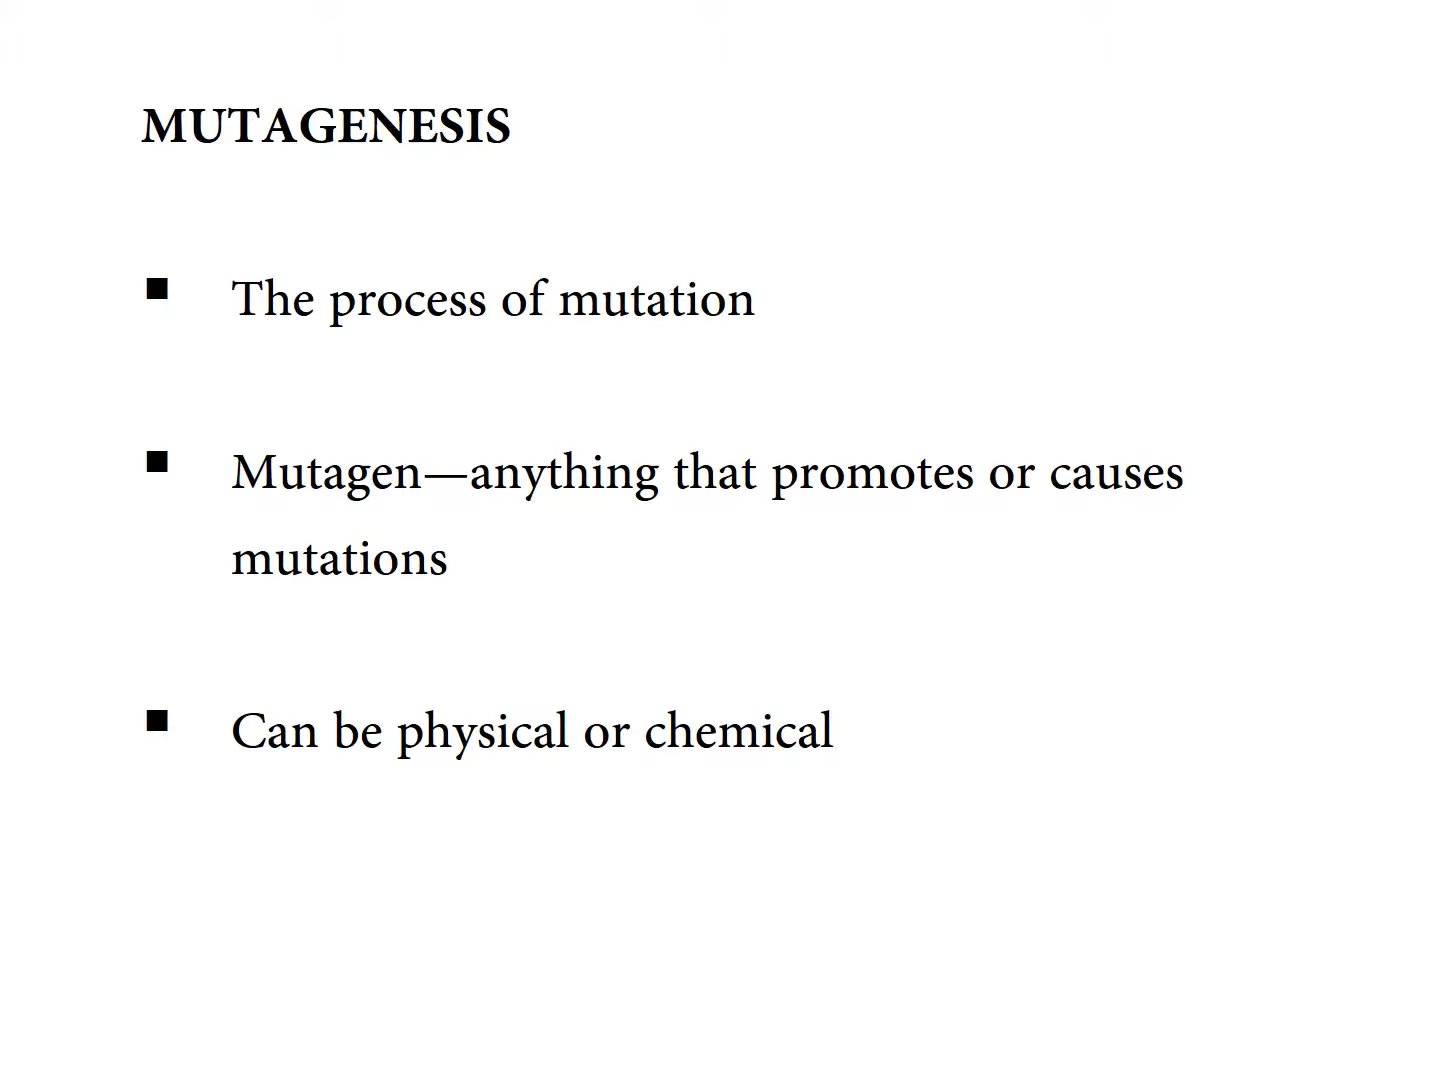 MUTAGENESIS
▪ The process of mutation
▪ Mutagen—anything that promotes or causes
mutations
▪ Can be physical or chemical